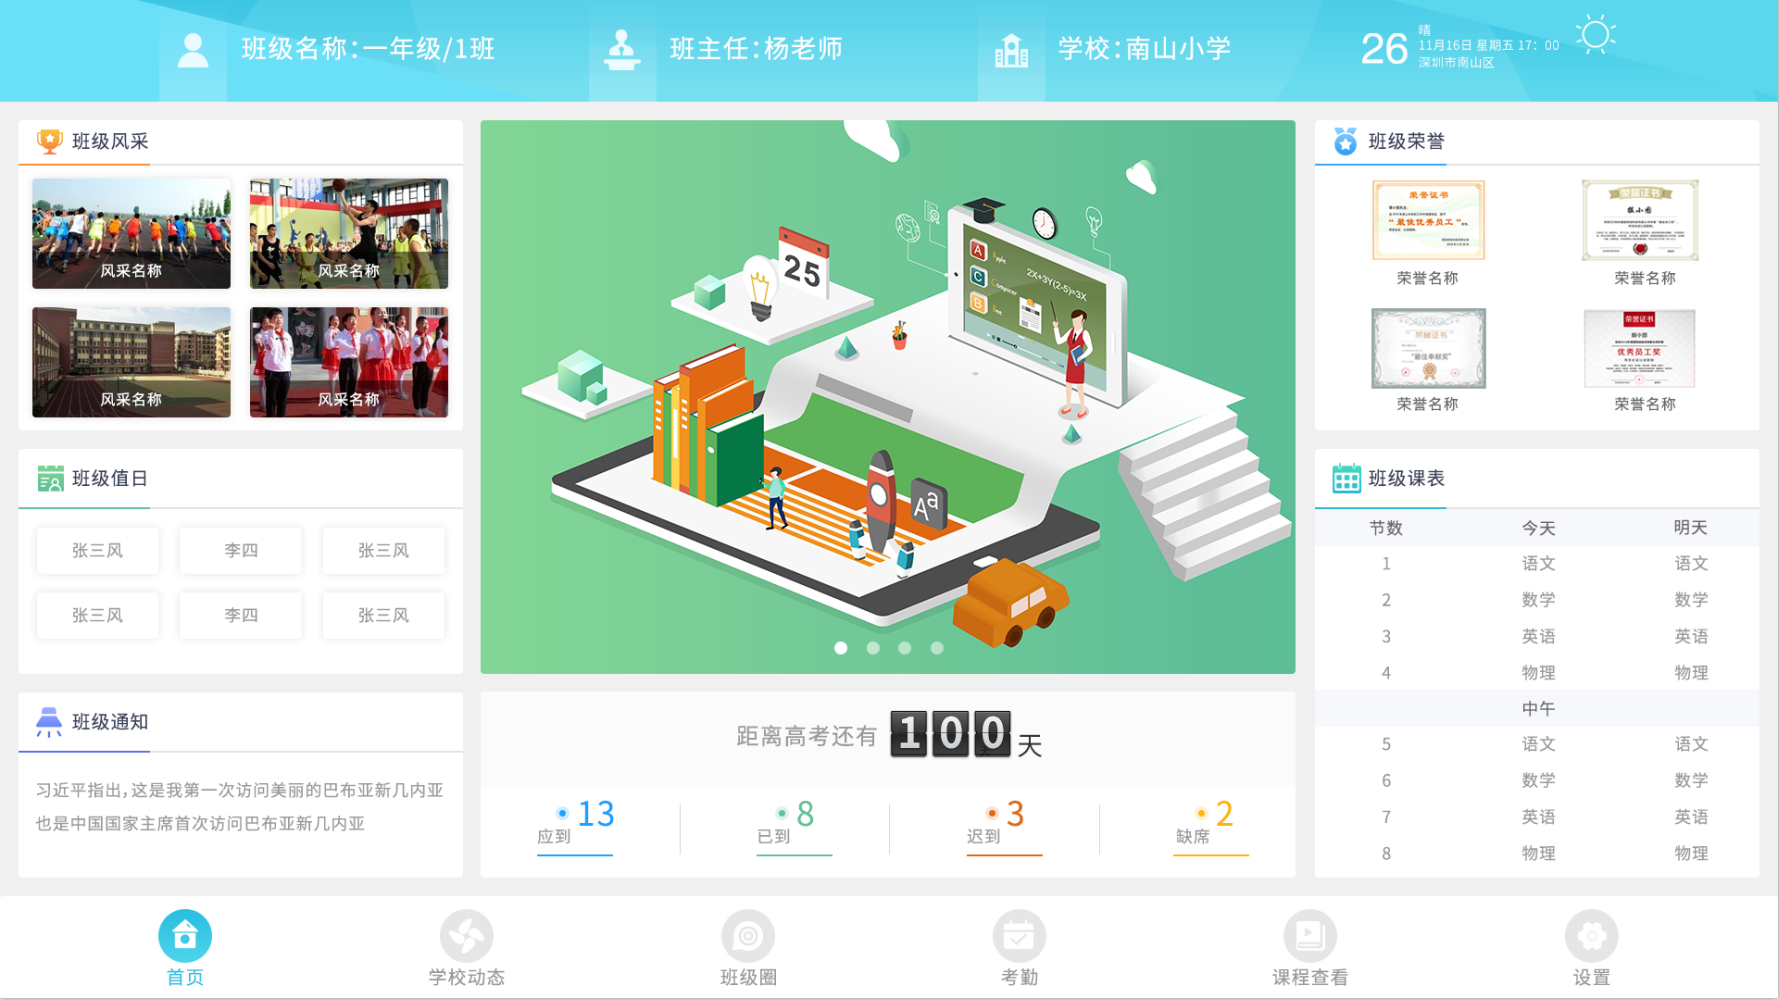 班级名称：一年级/1班
班主任：杨老师
学校：南山小学
26
晴
11月16日 星期五 17：00
深圳市南山区
班级风采
风采名称
风采名称
风采名称
风采名称
班级值日
张三风 李四 张三风
张三风 李四 张三风
班级通知
习近平指出，这是我第一次访问美丽的巴布亚新几内亚
也是中国国家主席首次访问巴布亚新几内亚
25
A Apple
C Computer
B Bee
2X+3Y(2-5)=3X
Aa
距离高考还有 100 天
13
应到
8
已到
3
迟到
2
缺席
班级荣誉
荣誉证书
"最佳优秀员工"
荣誉名称
荣誉证书
荣誉名称
荣誉证书
"最佳奉献奖"
荣誉名称
荣誉证书
优秀员工奖
荣誉名称
班级课表
节数 今天 明天
1 语文 语文
2 数学 数学
3 英语 英语
4 物理 物理
中午
5 语文 语文
6 数学 数学
7 英语 英语
8 物理 物理
首页
学校动态
班级圈
考勤
课程查看
设置